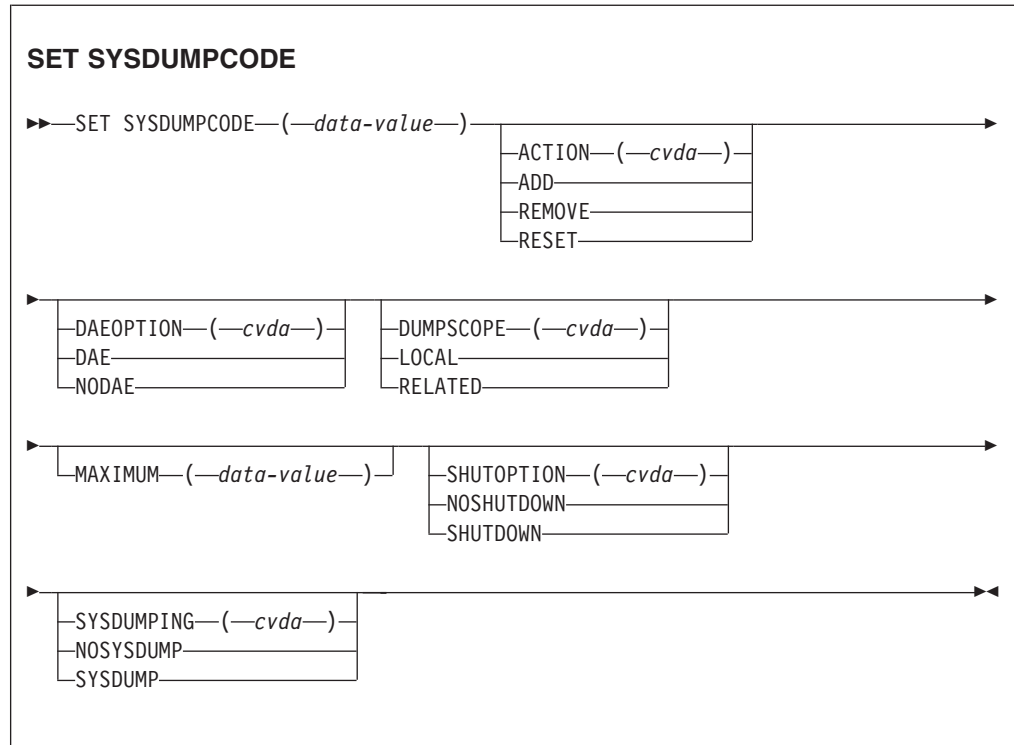 SET SYSDUMPCODE
SET SYSDUMPCODE ( data-value )
ACTION ( cvda )
ADD
REMOVE
RESET
DAEOPTION ( cvda )
DAE
NODAE
DUMPSCOPE ( cvda )
LOCAL
RELATED
MAXIMUM ( data-value )
SHUTOPTION ( cvda )
NOSHUTDOWN
SHUTDOWN
SYSDUMPING ( cvda )
NOSYSDUMP
SYSDUMP